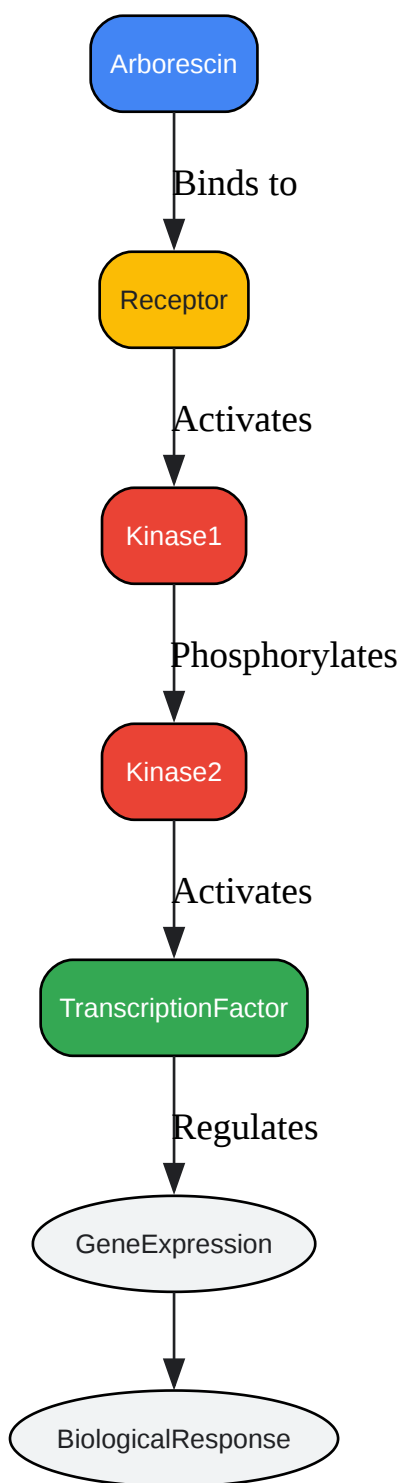 Arborescin
Binds to
Receptor
Activates
Kinase1
Phosphorylates
Kinase2
Activates
TranscriptionFactor
Regulates
GeneExpression
BiologicalResponse